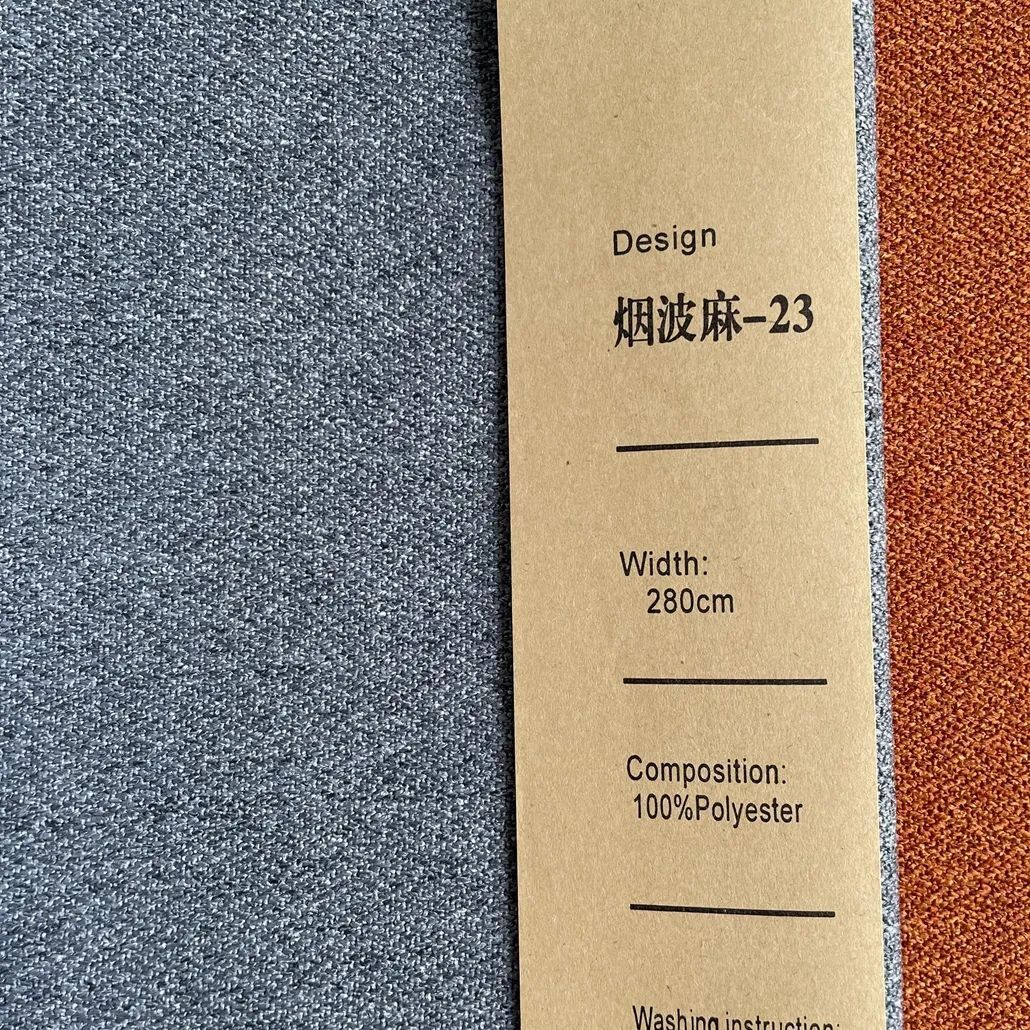 Design
烟波麻-23
Width:
280cm
Composition:
100%Polyester
Washing instruction: